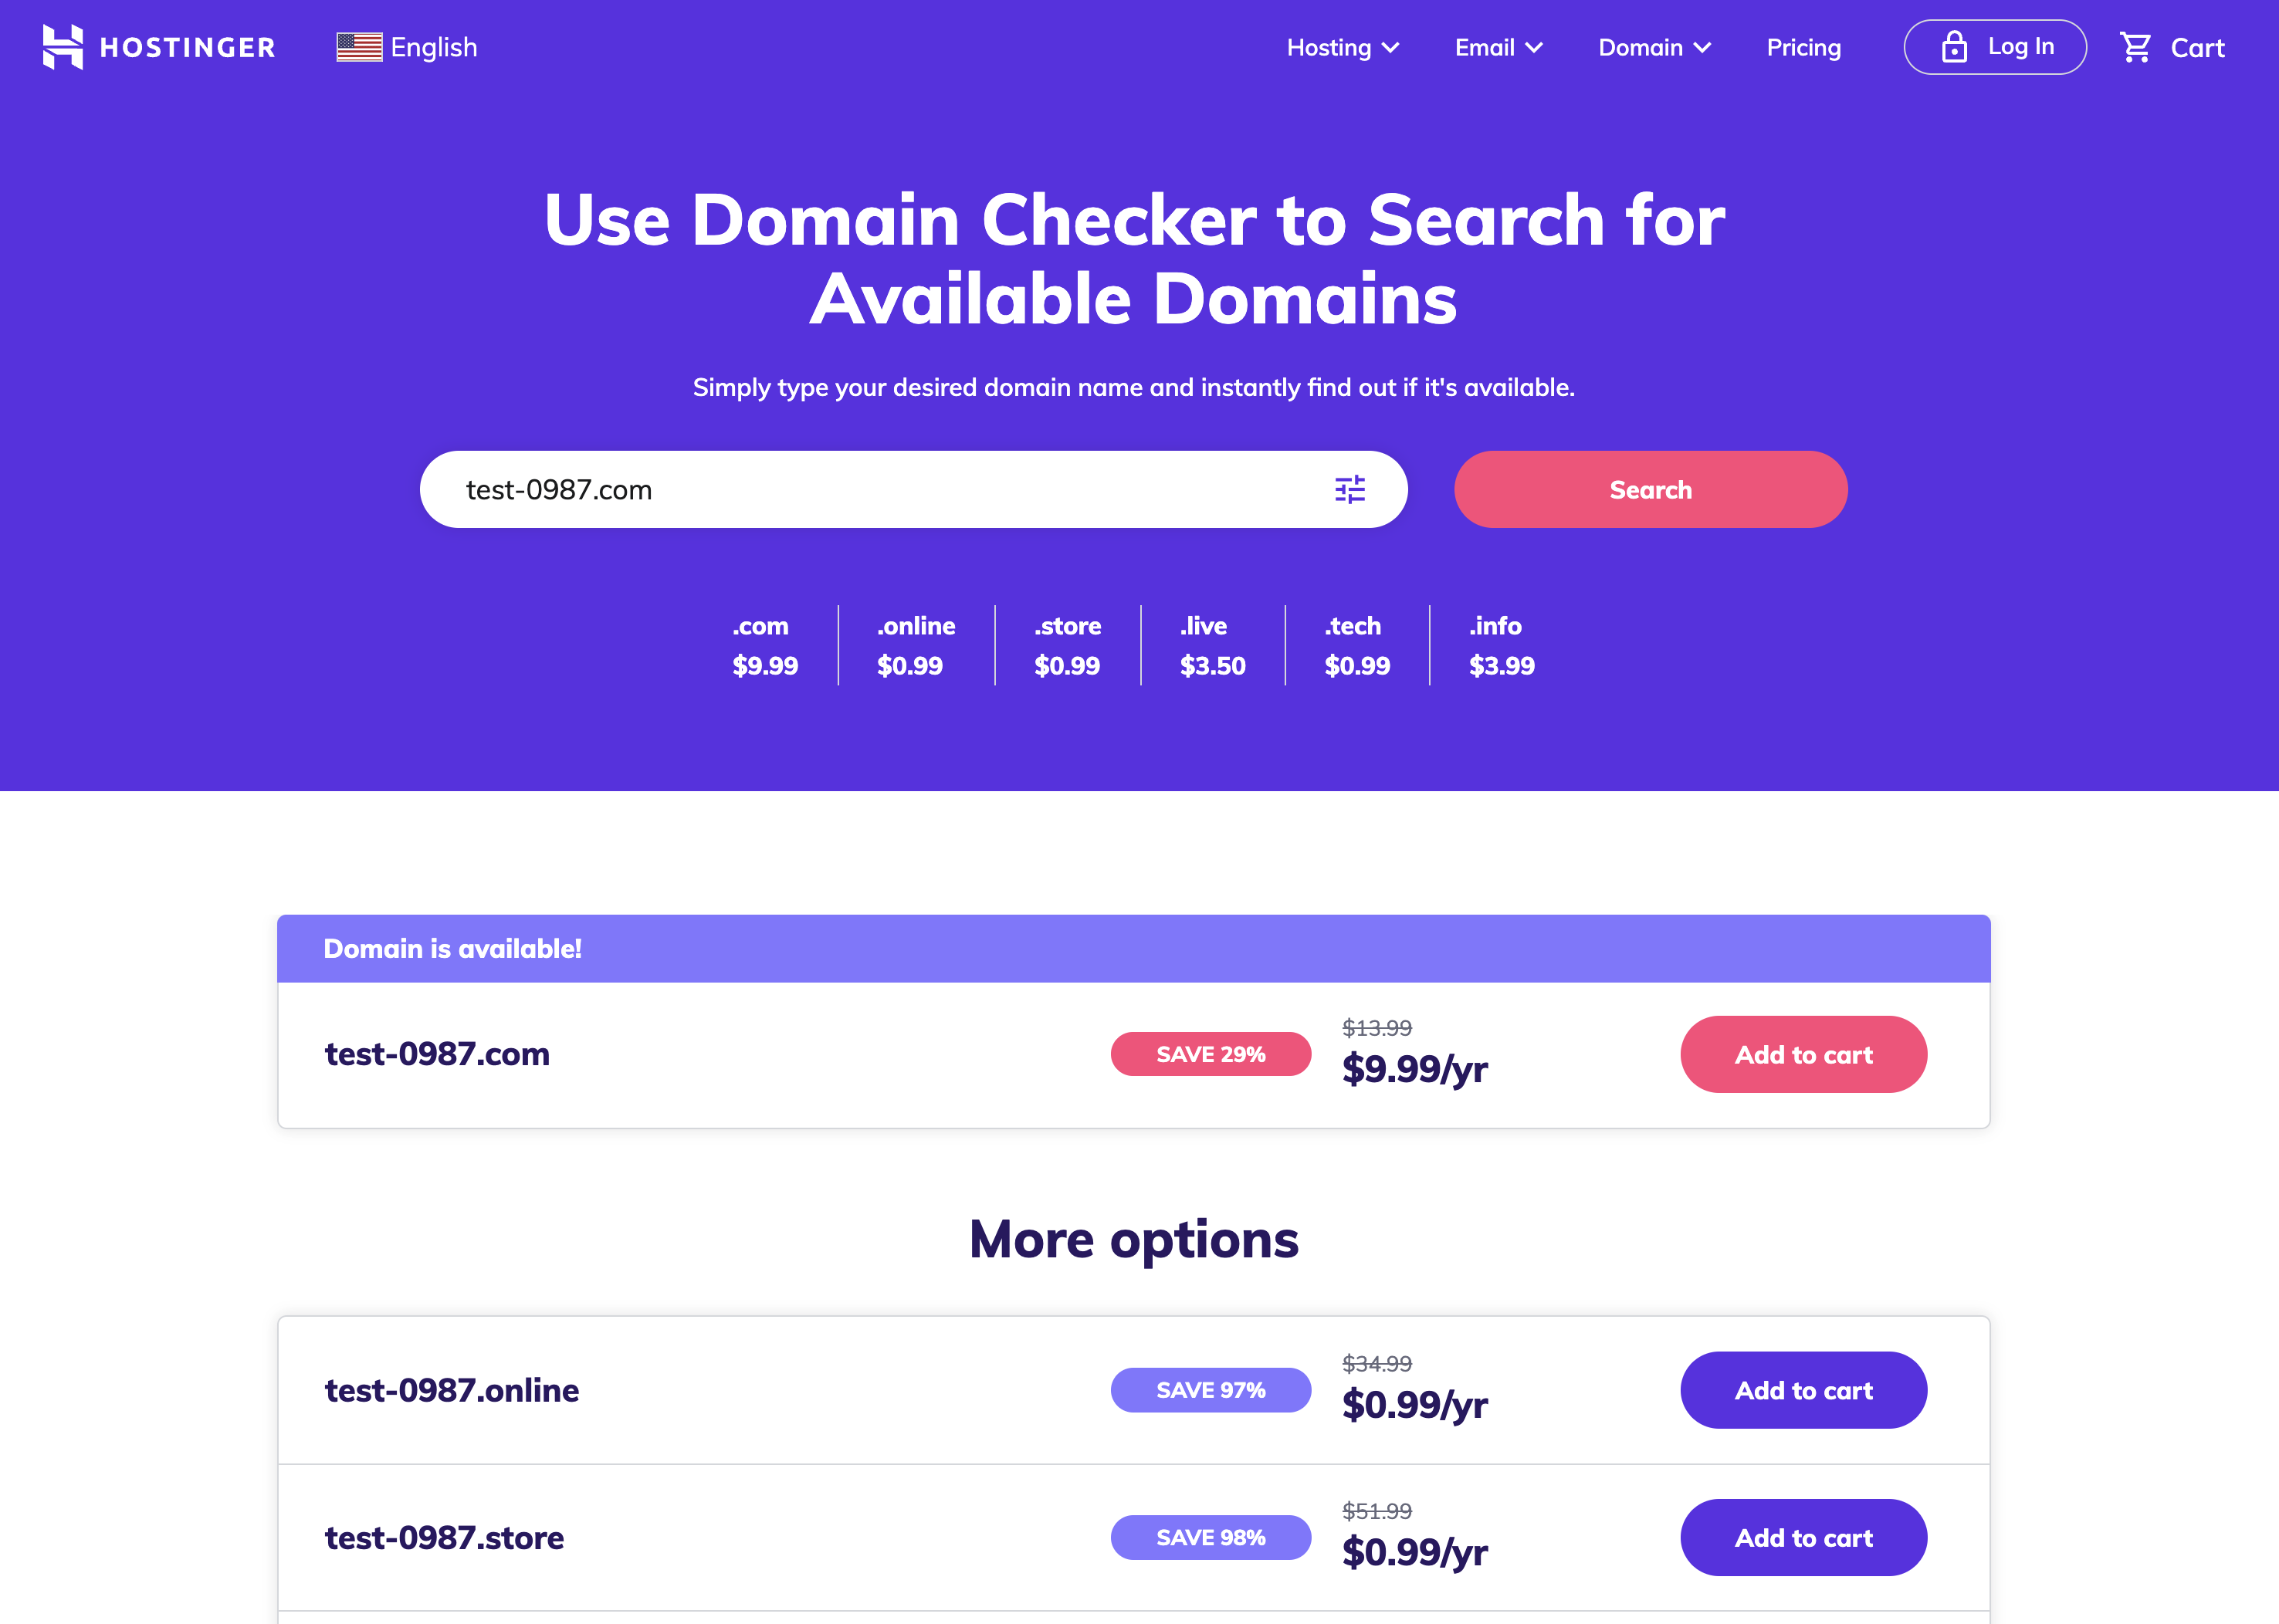 HOSTINGER
English
Hosting
Email
Domain
Pricing
Log In
Cart
Use Domain Checker to Search for
Available Domains
Simply type your desired domain name and instantly find out if it's available.
test-0987.com
Search
.com
$9.99
.online
$0.99
.store
$0.99
.live
$3.50
.tech
$0.99
.info
$3.99
Domain is available!
test-0987.com
SAVE 29%
$13.99
$9.99/yr
Add to cart
More options
test-0987.online
SAVE 97%
$34.99
$0.99/yr
Add to cart
test-0987.store
SAVE 98%
$51.99
$0.99/yr
Add to cart